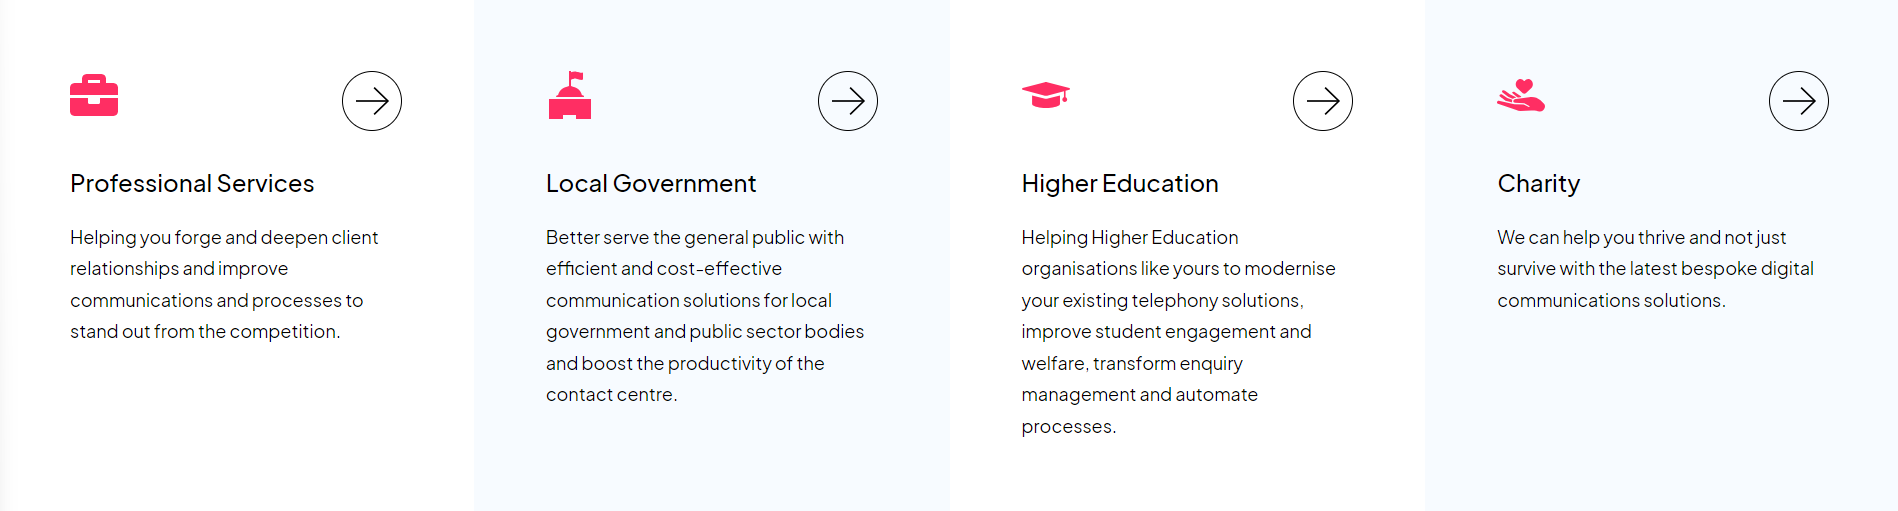 Professional Services
Helping you forge and deepen client
relationships and improve
communications and processes to
stand out from the competition.
Local Government
Better serve the general public with
efficient and cost-effective
communication solutions for local
government and public sector bodies
and boost the productivity of the
contact centre.
Higher Education
Helping Higher Education
organisations like yours to modernise
your existing telephony solutions,
improve student engagement and
welfare, transform enquiry
management and automate
processes.
Charity
We can help you thrive and not just
survive with the latest bespoke digital
communications solutions.